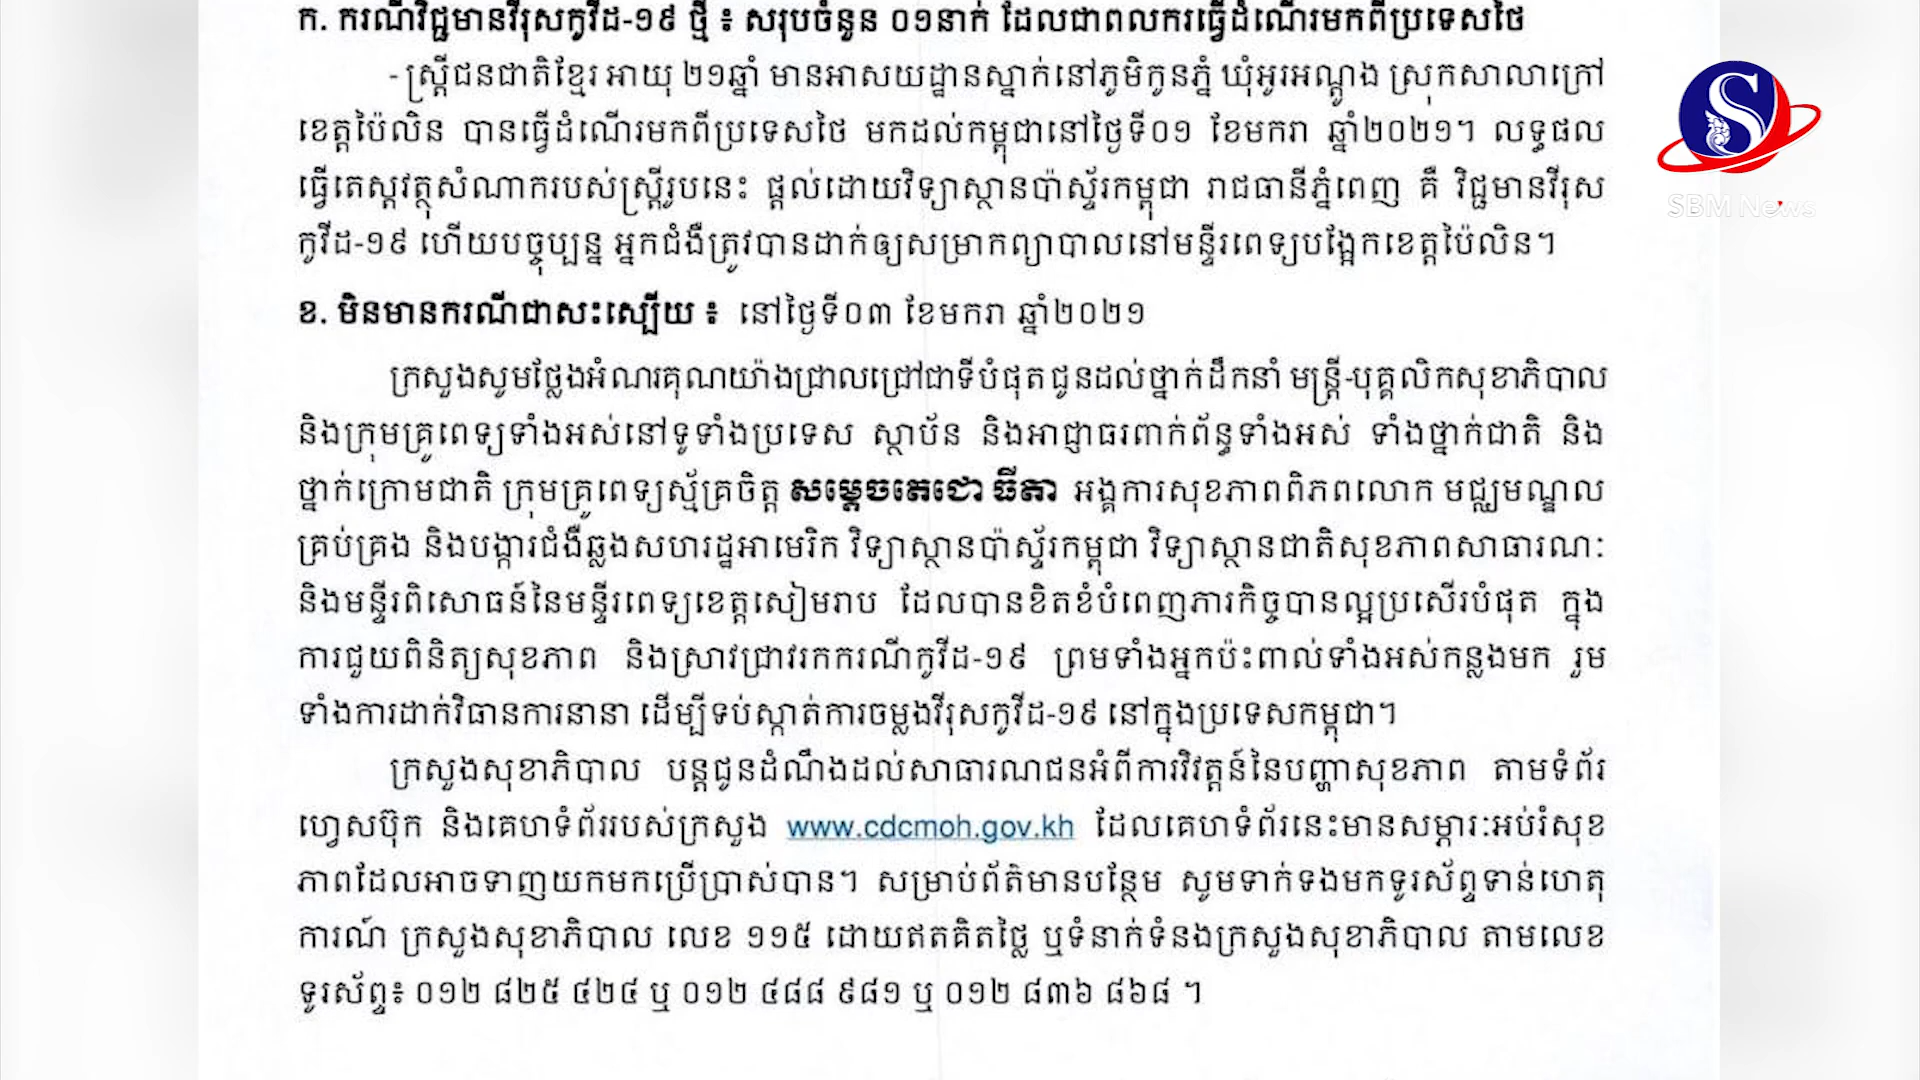 ក. ករណីវិជ្ជមានវីរុសកូវីដ-១៩ ថ្មី ៖ សរុបចំនួន ០១នាក់ ដែលជាពលករធ្វើដំណើរមកពីប្រទេសថៃ
- ស្ត្រីជនជាតិខ្មែរ អាយុ ២១ឆ្នាំ មានអាសយដ្ឋានស្នាក់នៅភូមិកូនភ្នំ ឃុំអូរអណ្តូង ស្រុកសាលាក្រៅ
ខេត្តប៉ៃលិន បានធ្វើដំណើរមកពីប្រទេសថៃ មកដល់កម្ពុជានៅថ្ងៃទី០១ ខែមករា ឆ្នាំ២០២១។ លទ្ធផល
ធ្វើតេស្តវត្ថុសំណាករបស់ស្ត្រីរូបនេះ ផ្តល់ដោយវិទ្យាស្ថានប៉ាស្ទ័រកម្ពុជា រាជធានីភ្នំពេញ គឺ វិជ្ជមានវីរុស
កូវីដ-១៩ ហើយបច្ចុប្បន្ន អ្នកជំងឺត្រូវបានដាក់ឲ្យសម្រាកព្យាបាលនៅមន្ទីរពេទ្យបង្អែកខេត្តប៉ៃលិន។
ខ. មិនមានករណីជាសះស្បើយ ៖ នៅថ្ងៃទី០៣ ខែមករា ឆ្នាំ២០២១
ក្រសួងសូមថ្លែងអំណរគុណយ៉ាងជ្រាលជ្រៅជាទីបំផុត ជូនដល់ថ្នាក់ដឹកនាំ មន្ត្រី-បុគ្គលិកសុខាភិបាល
និងក្រុមគ្រូពេទ្យទាំងអស់នៅទូទាំងប្រទេស ស្ថាប័ន និងអាជ្ញាធរពាក់ព័ន្ធទាំងអស់ ទាំងថ្នាក់ជាតិ និង
ថ្នាក់ក្រោមជាតិ ក្រុមគ្រូពេទ្យស្ម័គ្រចិត្ត សម្តេចតេជោ ធីតា អង្គការសុខភាពពិភពលោក មជ្ឈមណ្ឌល
គ្រប់គ្រង និងបង្ការជំងឺឆ្លងសហរដ្ឋអាមេរិក វិទ្យាស្ថានប៉ាស្ទ័រកម្ពុជា វិទ្យាស្ថានជាតិសុខភាពសាធារណៈ
និងមន្ទីរពិសោធន៍នៃមន្ទីរពេទ្យខេត្តសៀមរាប ដែលបានខិតខំបំពេញភារកិច្ចបានល្អប្រសើរបំផុត ក្នុង
ការជួយពិនិត្យសុខភាព និងស្រាវជ្រាវរកករណីកូវីដ-១៩ ព្រមទាំងអ្នកប៉ះពាល់ទាំងអស់កន្លងមក រួម
ទាំងការដាក់វិធានការនានា ដើម្បីទប់ស្កាត់ការចម្លងវីរុសកូវីដ-១៩ នៅក្នុងប្រទេសកម្ពុជា។
ក្រសួងសុខាភិបាល បន្តជូនដំណឹងដល់សាធារណជនអំពីការវិវត្តន៍នៃបញ្ហាសុខភាព តាមទំព័រ
ហ្វេសប៊ុក និងគេហទំព័ររបស់ក្រសួង www.cdcmoh.gov.kh ដែលគេហទំព័រនេះមានសម្ភារៈអប់រំសុខ
ភាពដែលអាចទាញយកមកប្រើប្រាស់បាន។ សម្រាប់ព័ត៌មានបន្ថែម សូមទាក់ទងមកទូរស័ព្ទទាន់ហេតុ
ការណ៍ ក្រសួងសុខាភិបាល លេខ ១១៥ ដោយឥតគិតថ្លៃ ឬទំនាក់ទំនងក្រសួងសុខាភិបាល តាមលេខ
ទូរស័ព្ទ៖ ០១២ ៨២៥ ៤២៤ ឬ ០១២ ៤៨៨ ៩៨១ ឬ ០១២ ៨៣៦ ៨៦៨ ។
S
SBM News